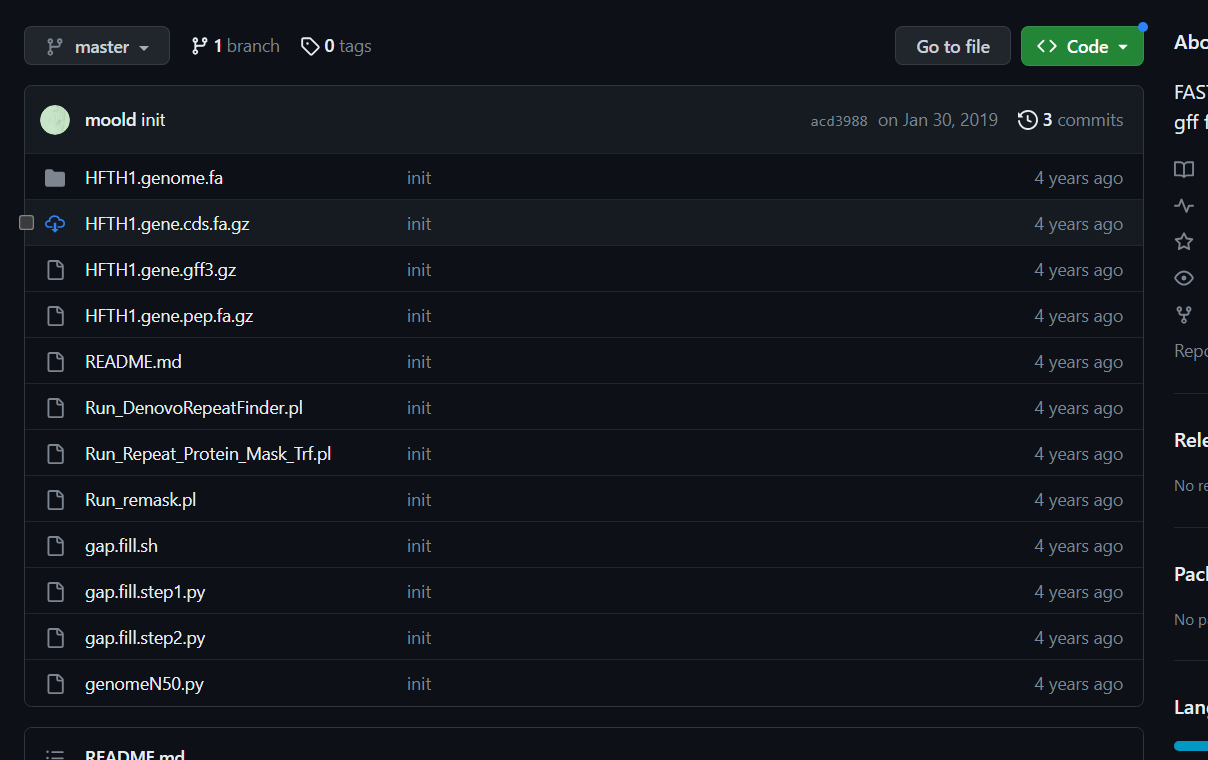 master 1 branch 0 tags Go to file Code
moold init acd3988 on Jan 30, 2019 3 commits
HFTH1.genome.fa init 4 years ago
HFTH1.gene.cds.fa.gz init 4 years ago
HFTH1.gene.gff3.gz init 4 years ago
HFTH1.gene.pep.fa.gz init 4 years ago
README.md init 4 years ago
Run_DenovoRepeatFinder.pl init 4 years ago
Run_Repeat_Protein_Mask_Trf.pl init 4 years ago
Run_remask.pl init 4 years ago
gap.fill.sh init 4 years ago
gap.fill.step1.py init 4 years ago
gap.fill.step2.py init 4 years ago
genomeN50.py init 4 years ago
README.md
Abo
FAS
gff f
Repo
Rele
No re
Pac
No p
Lang